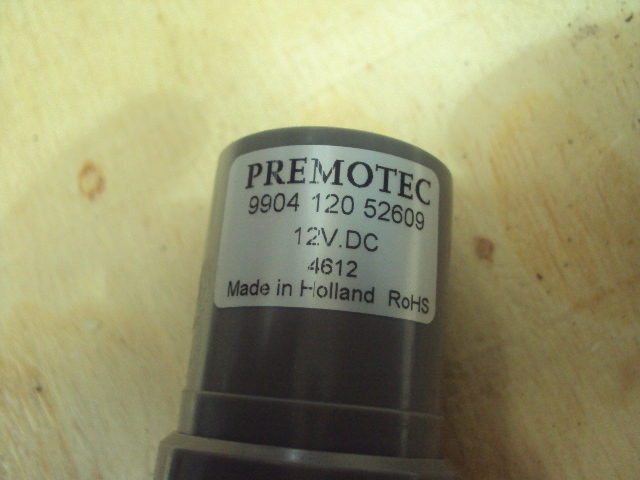 PREMOTEC
9904 120 52609
12V.DC
4612
Made in Holland RoHS